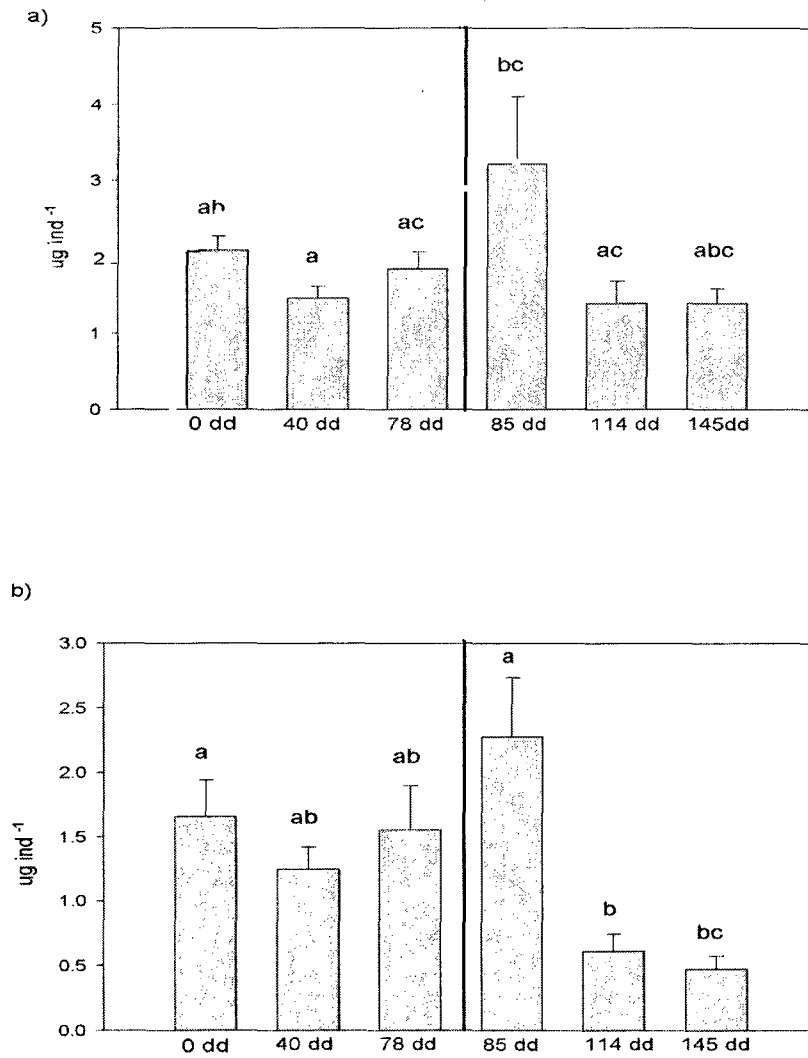 a)
5
bc
4
3
ab
ac
a
ac
abc
ug ind -1
2
1
0
0 dd 40 dd 78 dd 85 dd 114 dd 145dd
b)
3.0
a
2.5
a
ab
2.0
ab
ug ind -1
1.5
1.0
b
bc
0.5
0.0
0 dd 40 dd 78 dd 85 dd 114 dd 145 dd